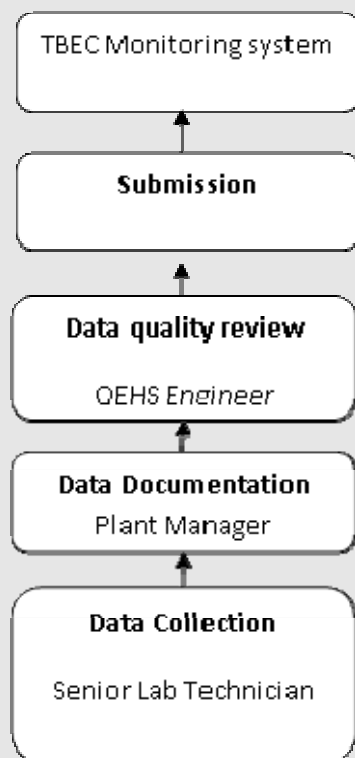 TBEC Monitoring system
Submission
Data quality review
QEHS Engineer
Data Documentation
Plant Manager
Data Collection
Senior Lab Technician